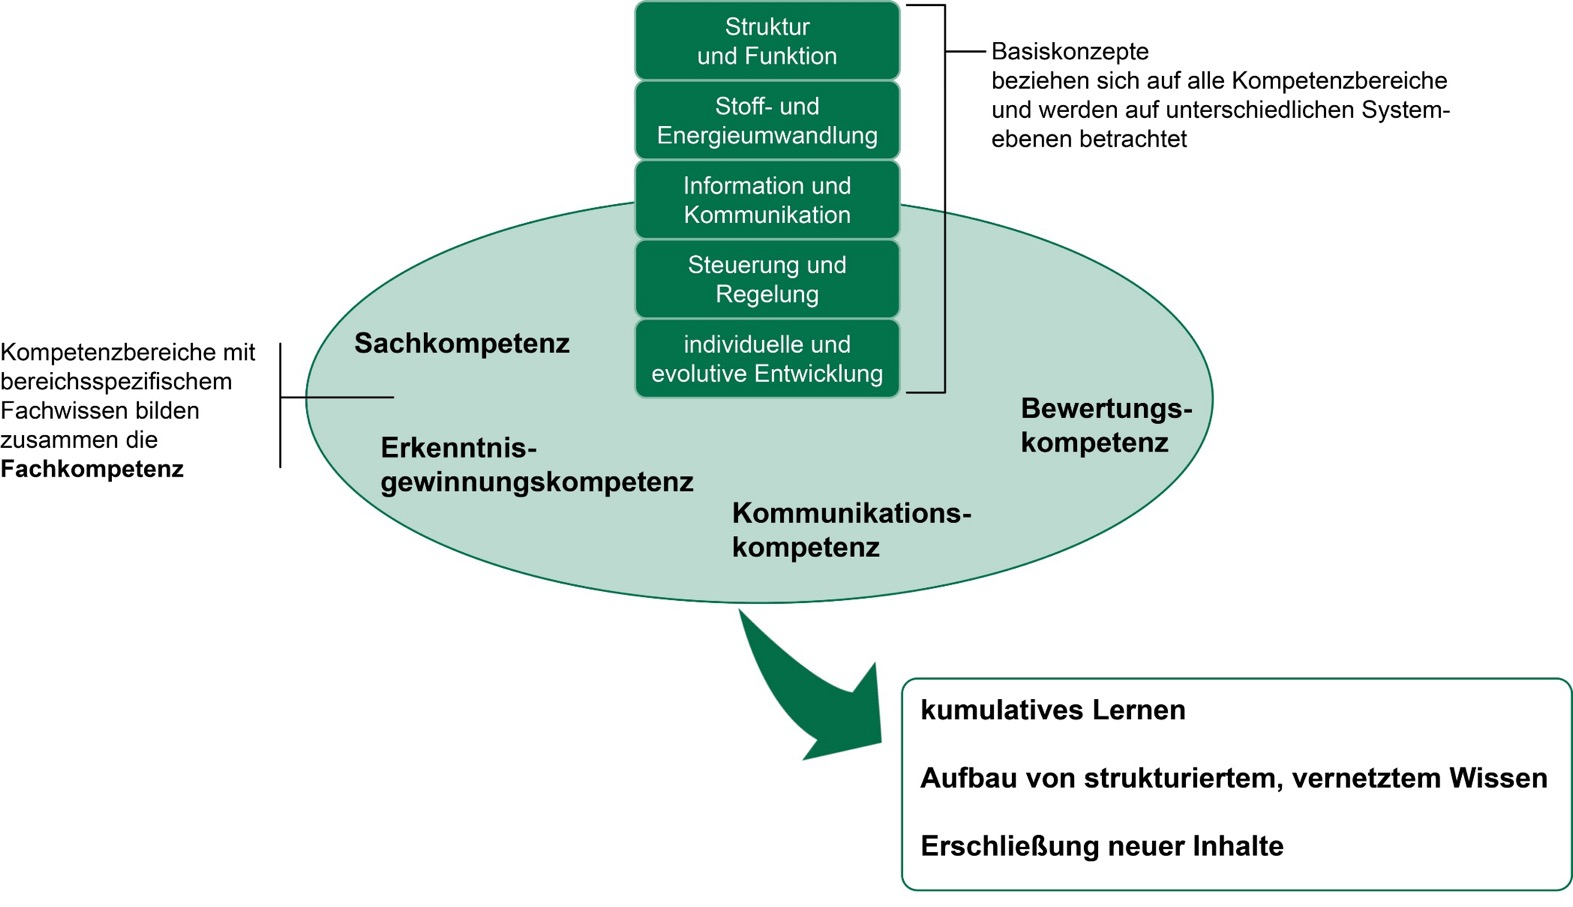 Struktur
und Funktion
Stoff- und
Energieumwandlung
Information und
Kommunikation
Steuerung und
Regelung
individuelle und
evolutive Entwicklung
Basiskonzepte
beziehen sich auf alle Kompetenzbereiche
und werden auf unterschiedlichen System-
ebenen betrachtet
Kompetenzbereiche mit
bereichsspezifischem
Fachwissen bilden
zusammen die
Fachkompetenz
Sachkompetenz
Erkenntnis-
gewinnungskompetenz
Kommunikations-
kompetenz
Bewertungs-
kompetenz
kumulatives Lernen
Aufbau von strukturiertem, vernetztem Wissen
Erschließung neuer Inhalte